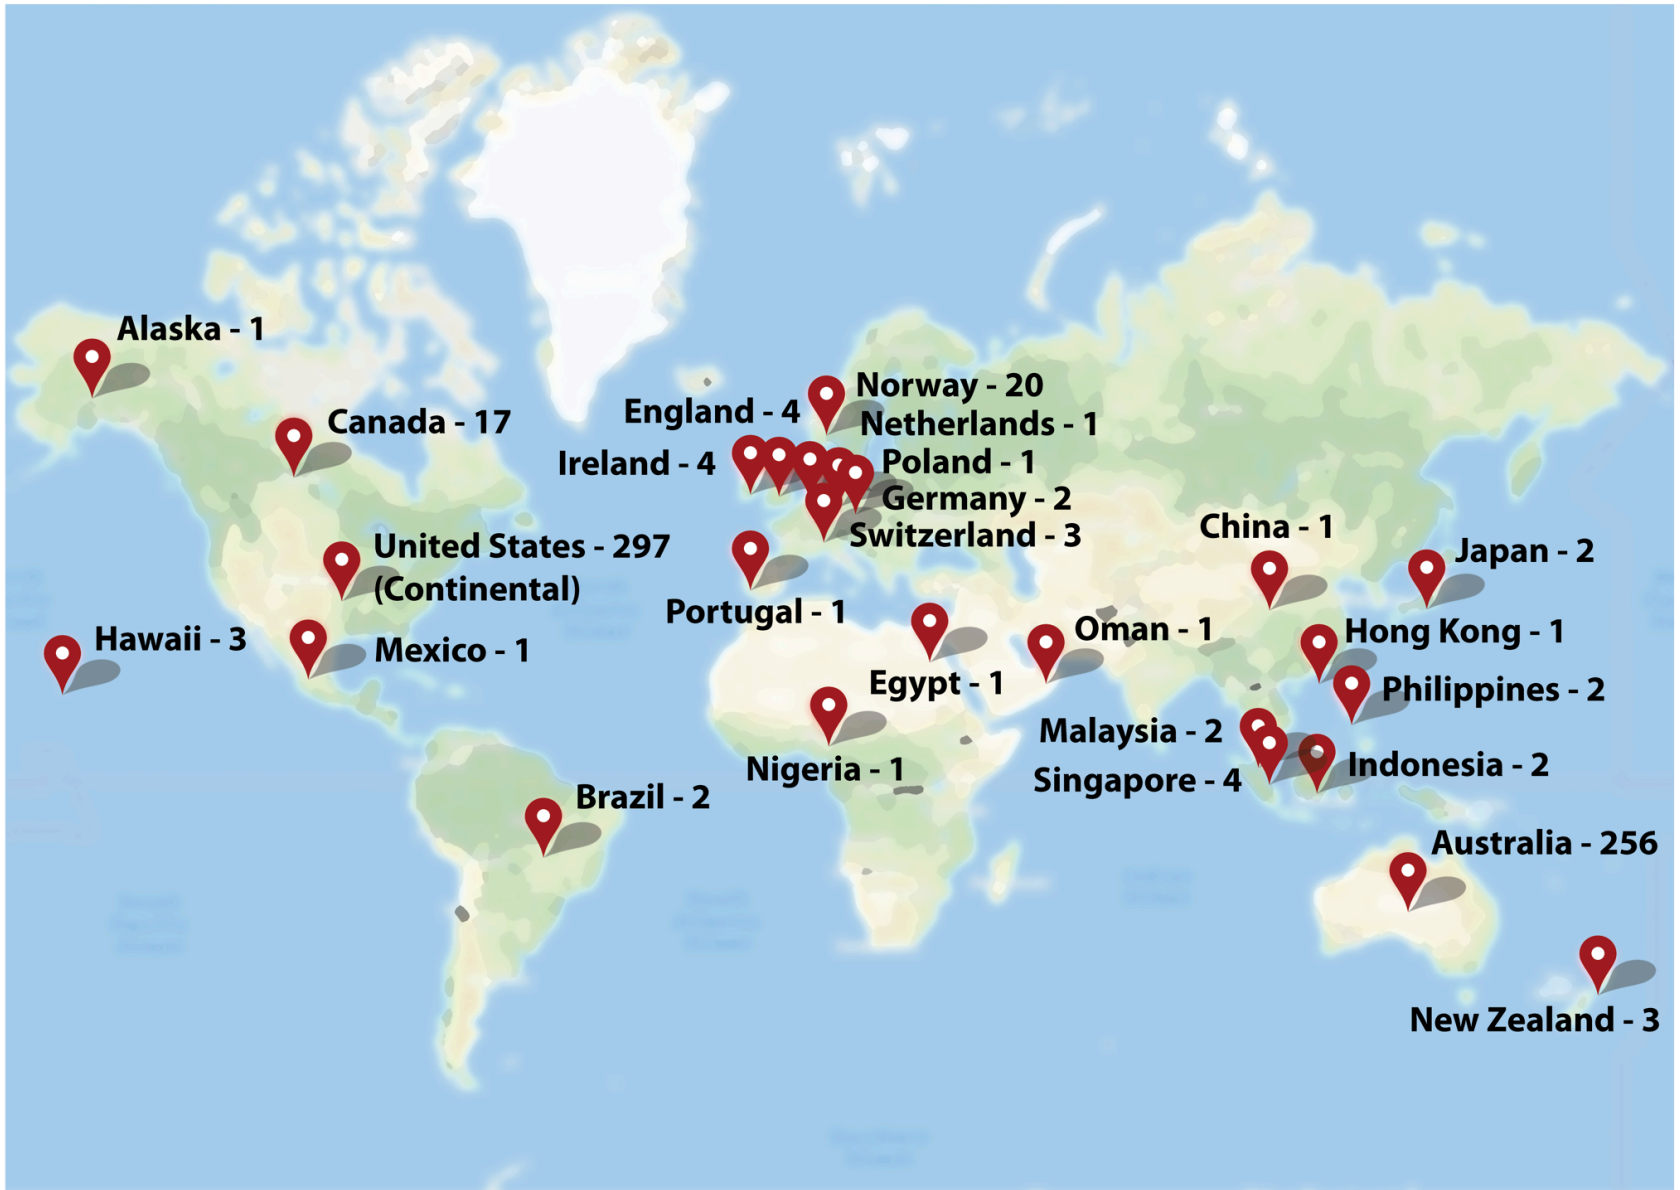 Alaska - 1
Canada - 17
United States - 297
(Continental)
Hawaii - 3
Mexico - 1
Brazil - 2
Norway - 20
England - 4
Netherlands - 1
Ireland - 4
Poland - 1
Germany - 2
Switzerland - 3
Portugal - 1
Egypt - 1
Nigeria - 1
Oman - 1
China - 1
Japan - 2
Hong Kong - 1
Philippines - 2
Malaysia - 2
Singapore - 4
Indonesia - 2
Australia - 256
New Zealand - 3